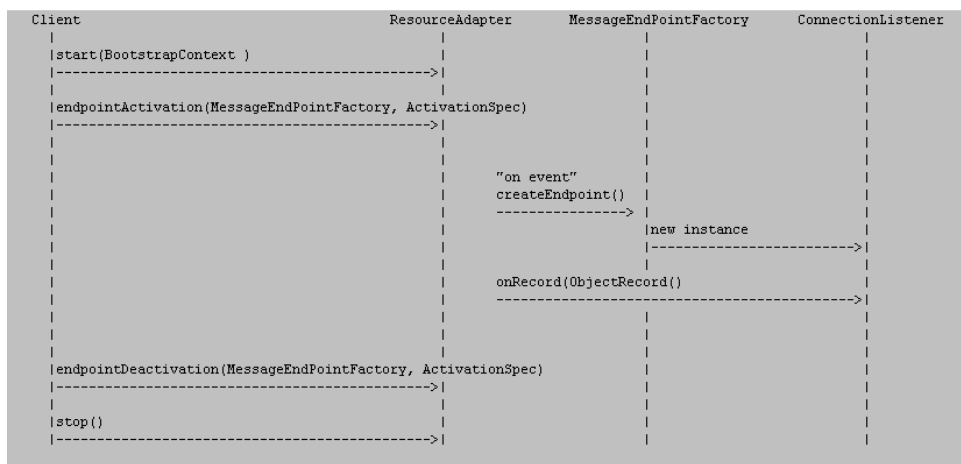 Client ResourceAdapter MessageEndPointFactory ConnectionListener
start(BootstrapContext )
endpointActivation(MessageEndPointFactory, ActivationSpec)
"on event"
createEndpoint()
new instance
onRecord(ObjectRecord()
endpointDeactivation(MessageEndPointFactory, ActivationSpec)
stop()